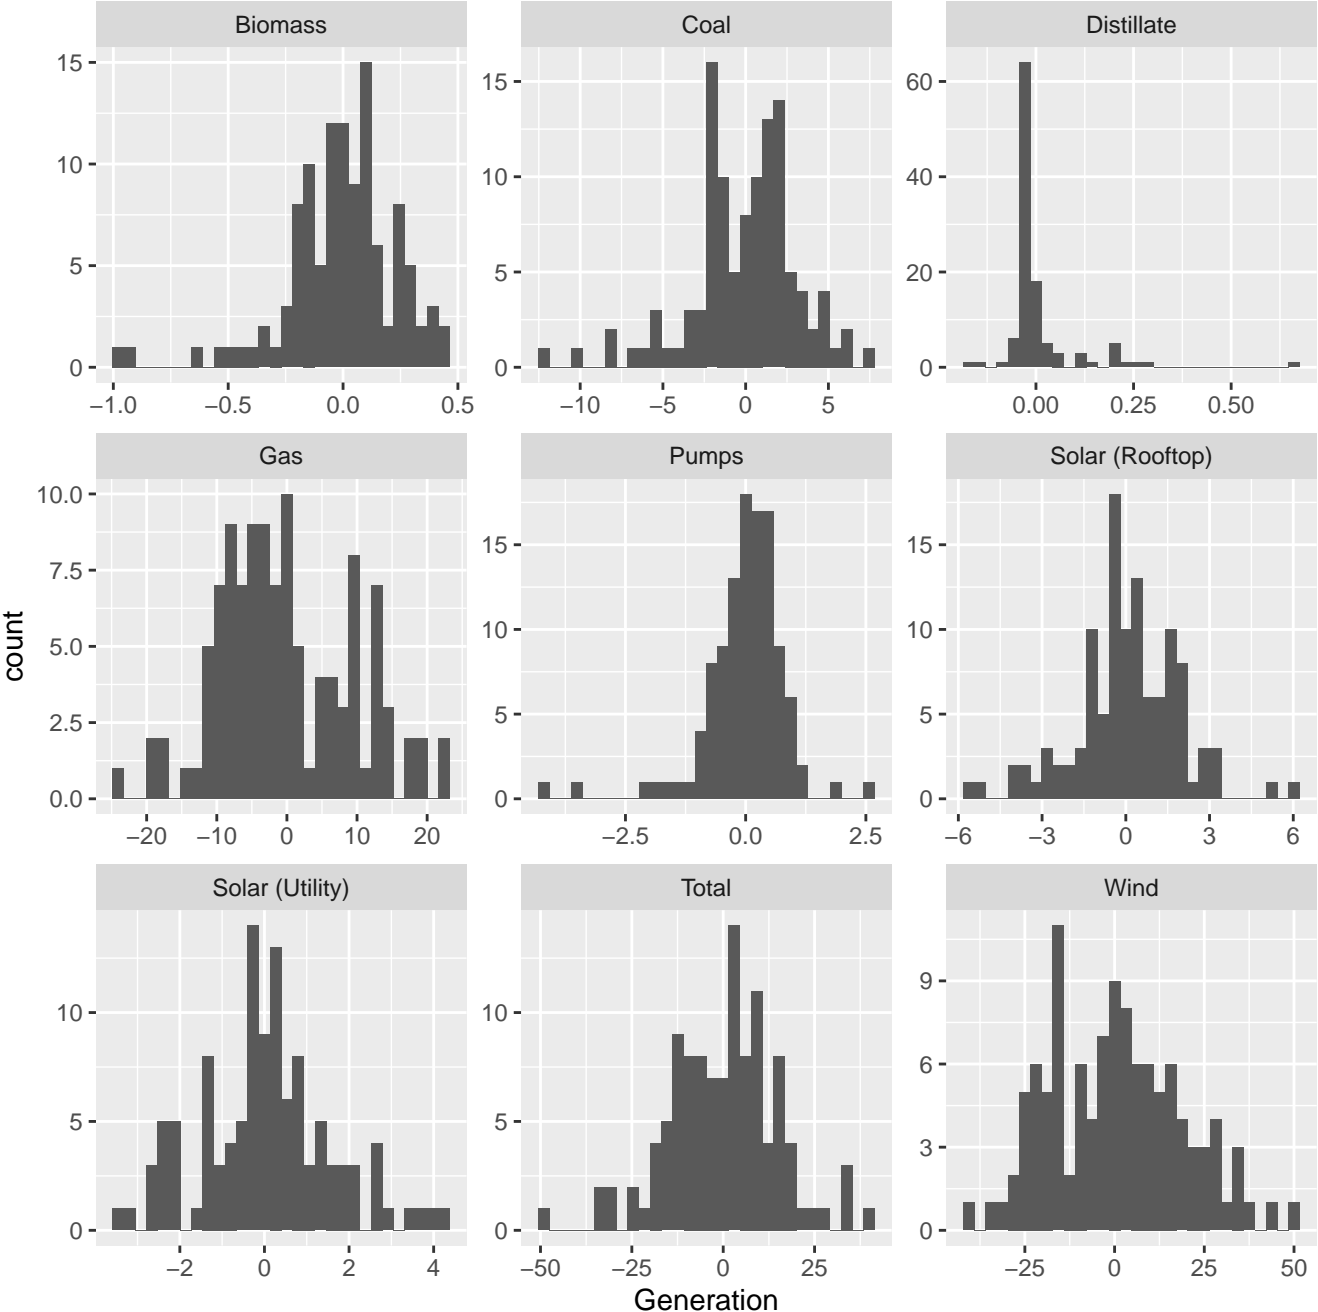 Biomass
Coal
Distillate
15
10
5
0
−1.0 −0.5 0.0 0.5
15
10
5
0
−10 −5 0 5
60
40
20
0
0.00 0.25 0.50
Gas
Pumps
Solar (Rooftop)
10.0
7.5
5.0
2.5
0.0
−20 −10 0 10 20
15
10
5
0
−2.5 0.0 2.5
15
10
5
0
−6 −3 0 3 6
count
Solar (Utility)
Total
Wind
10
5
0
−2 0 2 4
10
5
0
−50 −25 0 25
9
6
3
0
−25 0 25 50
Generation